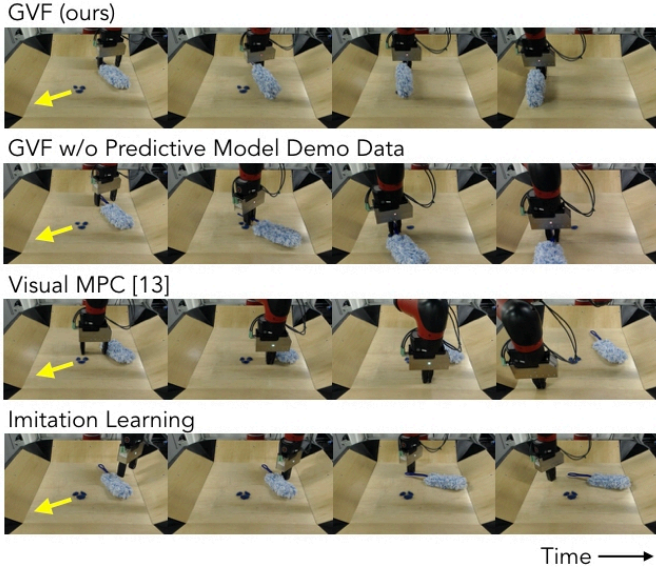 GVF (ours)
GVF w/o Predictive Model Demo Data
Visual MPC [13]
Imitation Learning
Time